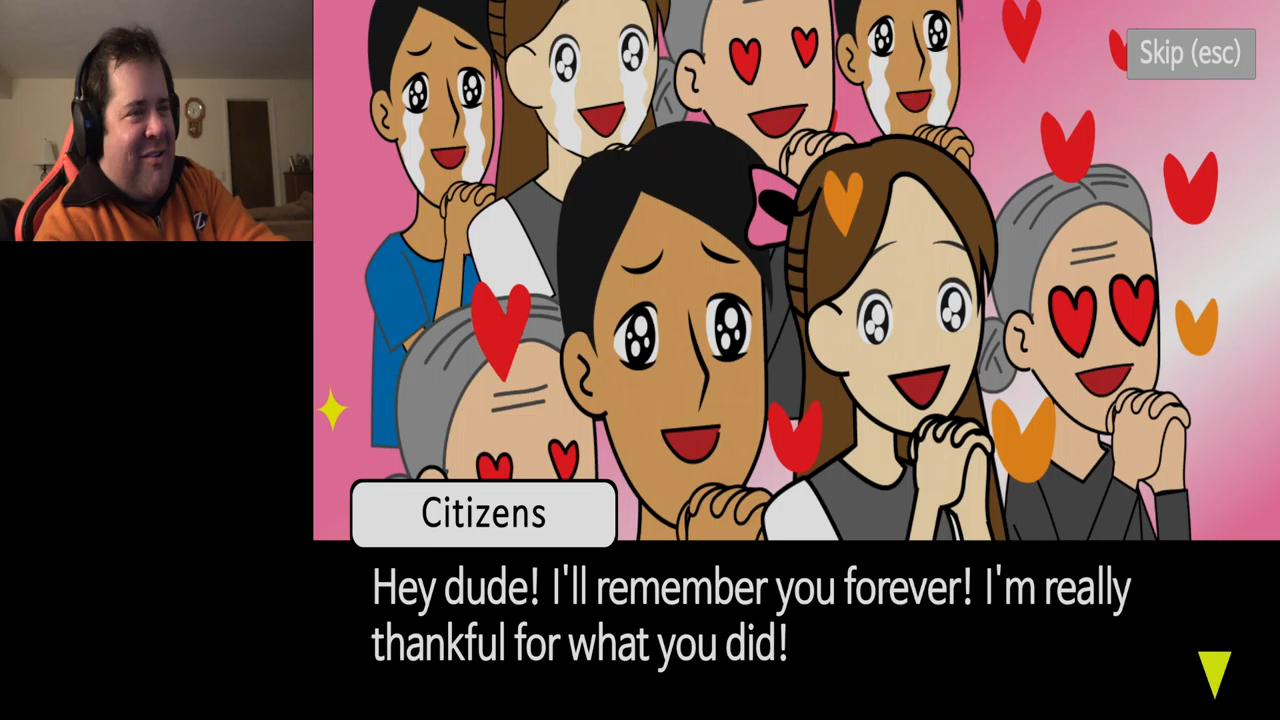 Skip (esc)
Citizens
Hey dude! I'll remember you forever! I'm really
thankful for what you did!